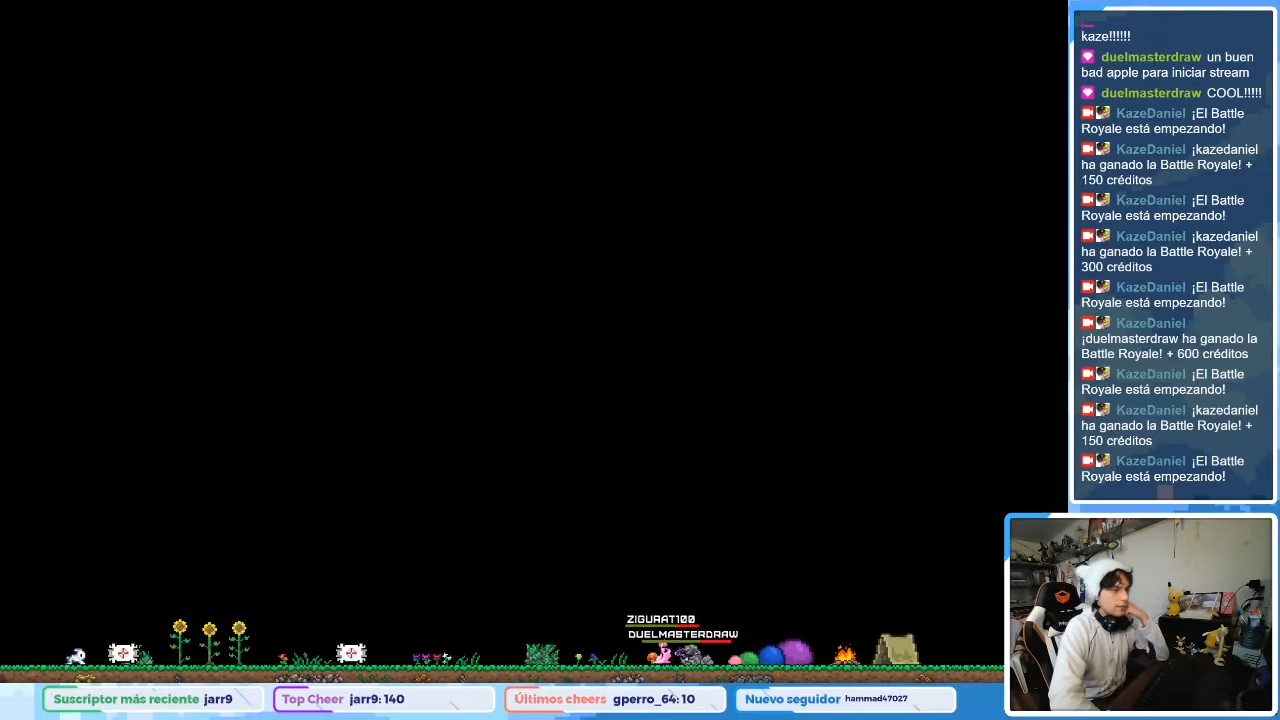 kaze!!!!!!
duelmasterdraw un buen
bad apple para iniciar stream
duelmasterdraw COOL!!!!!
KazeDaniel ¡El Battle
Royale está empezando!
KazeDaniel ¡kazedaniel
ha ganado la Battle Royale! +
150 créditos
KazeDaniel ¡El Battle
Royale está empezando!
KazeDaniel ¡kazedaniel
ha ganado la Battle Royale! +
300 créditos
KazeDaniel ¡El Battle
Royale está empezando!
KazeDaniel
¡duelmasterdraw ha ganado la
Battle Royale! + 600 créditos
KazeDaniel ¡El Battle
Royale está empezando!
KazeDaniel ¡kazedaniel
ha ganado la Battle Royale! +
150 créditos
KazeDaniel ¡El Battle
Royale está empezando!
ZIGURAT100
DUELMASTERDRAW
Suscriptor más reciente jarr9
Top Cheer jarr9: 140
Últimos cheers gperro_64: 10
Nuevo seguidor hammad47027